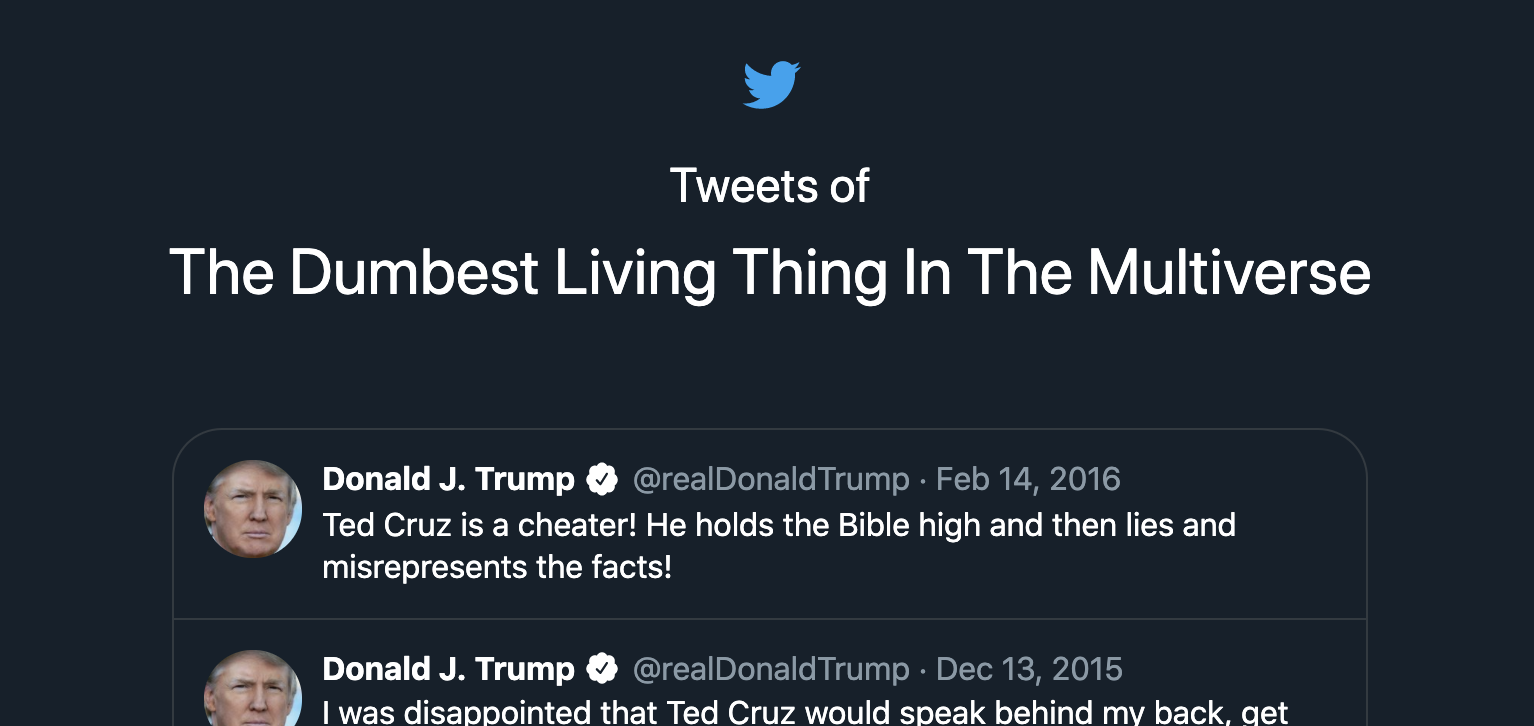 Tweets of
The Dumbest Living Thing In The Multiverse
Donald J. Trump @realDonaldTrump · Feb 14, 2016
Ted Cruz is a cheater! He holds the Bible high and then lies and
misrepresents the facts!
Donald J. Trump @realDonaldTrump · Dec 13, 2015
I was disappointed that Ted Cruz would speak behind my back, get